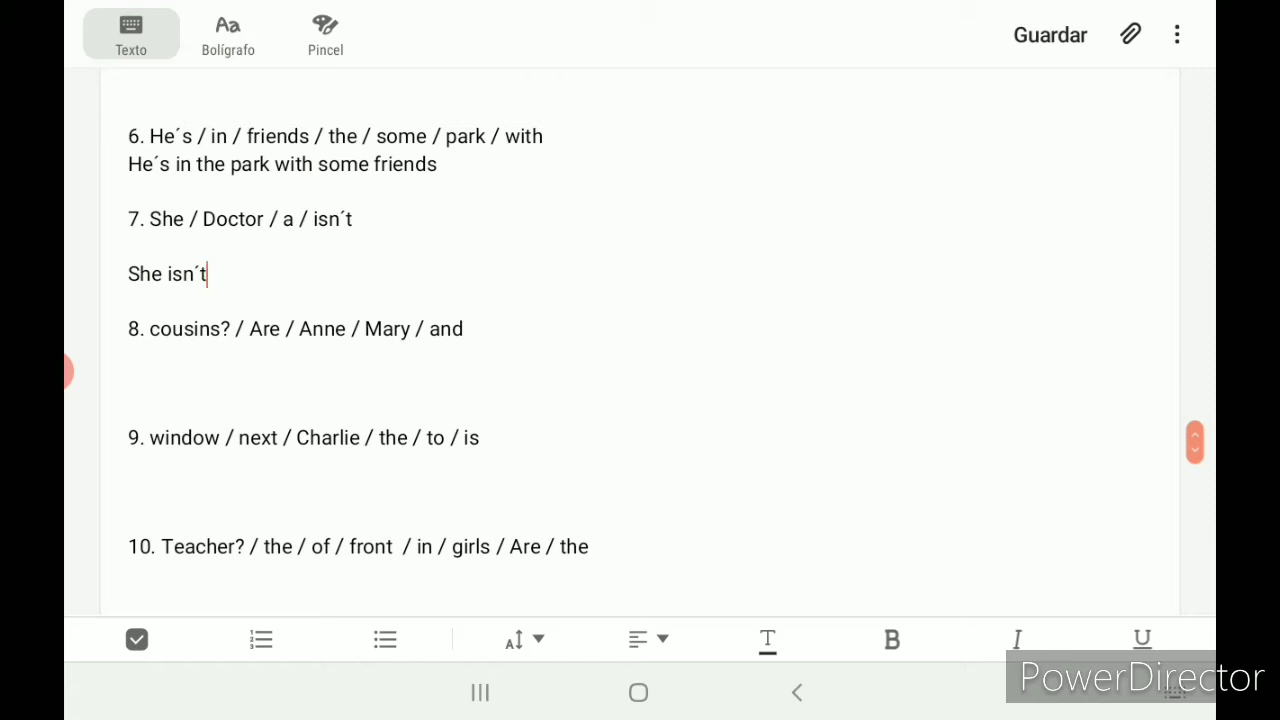 Texto
Aa
Bolígrafo
Pincel
Guardar
6. He´s / in / friends / the / some / park / with
He´s in the park with some friends
7. She / Doctor / a / isn´t
She isn´t
8. cousins? / Are / Anne / Mary / and
9. window / next / Charlie / the / to / is
10. Teacher? / the / of / front / in / girls / Are / the
A
T
B
I
U
PowerDirector